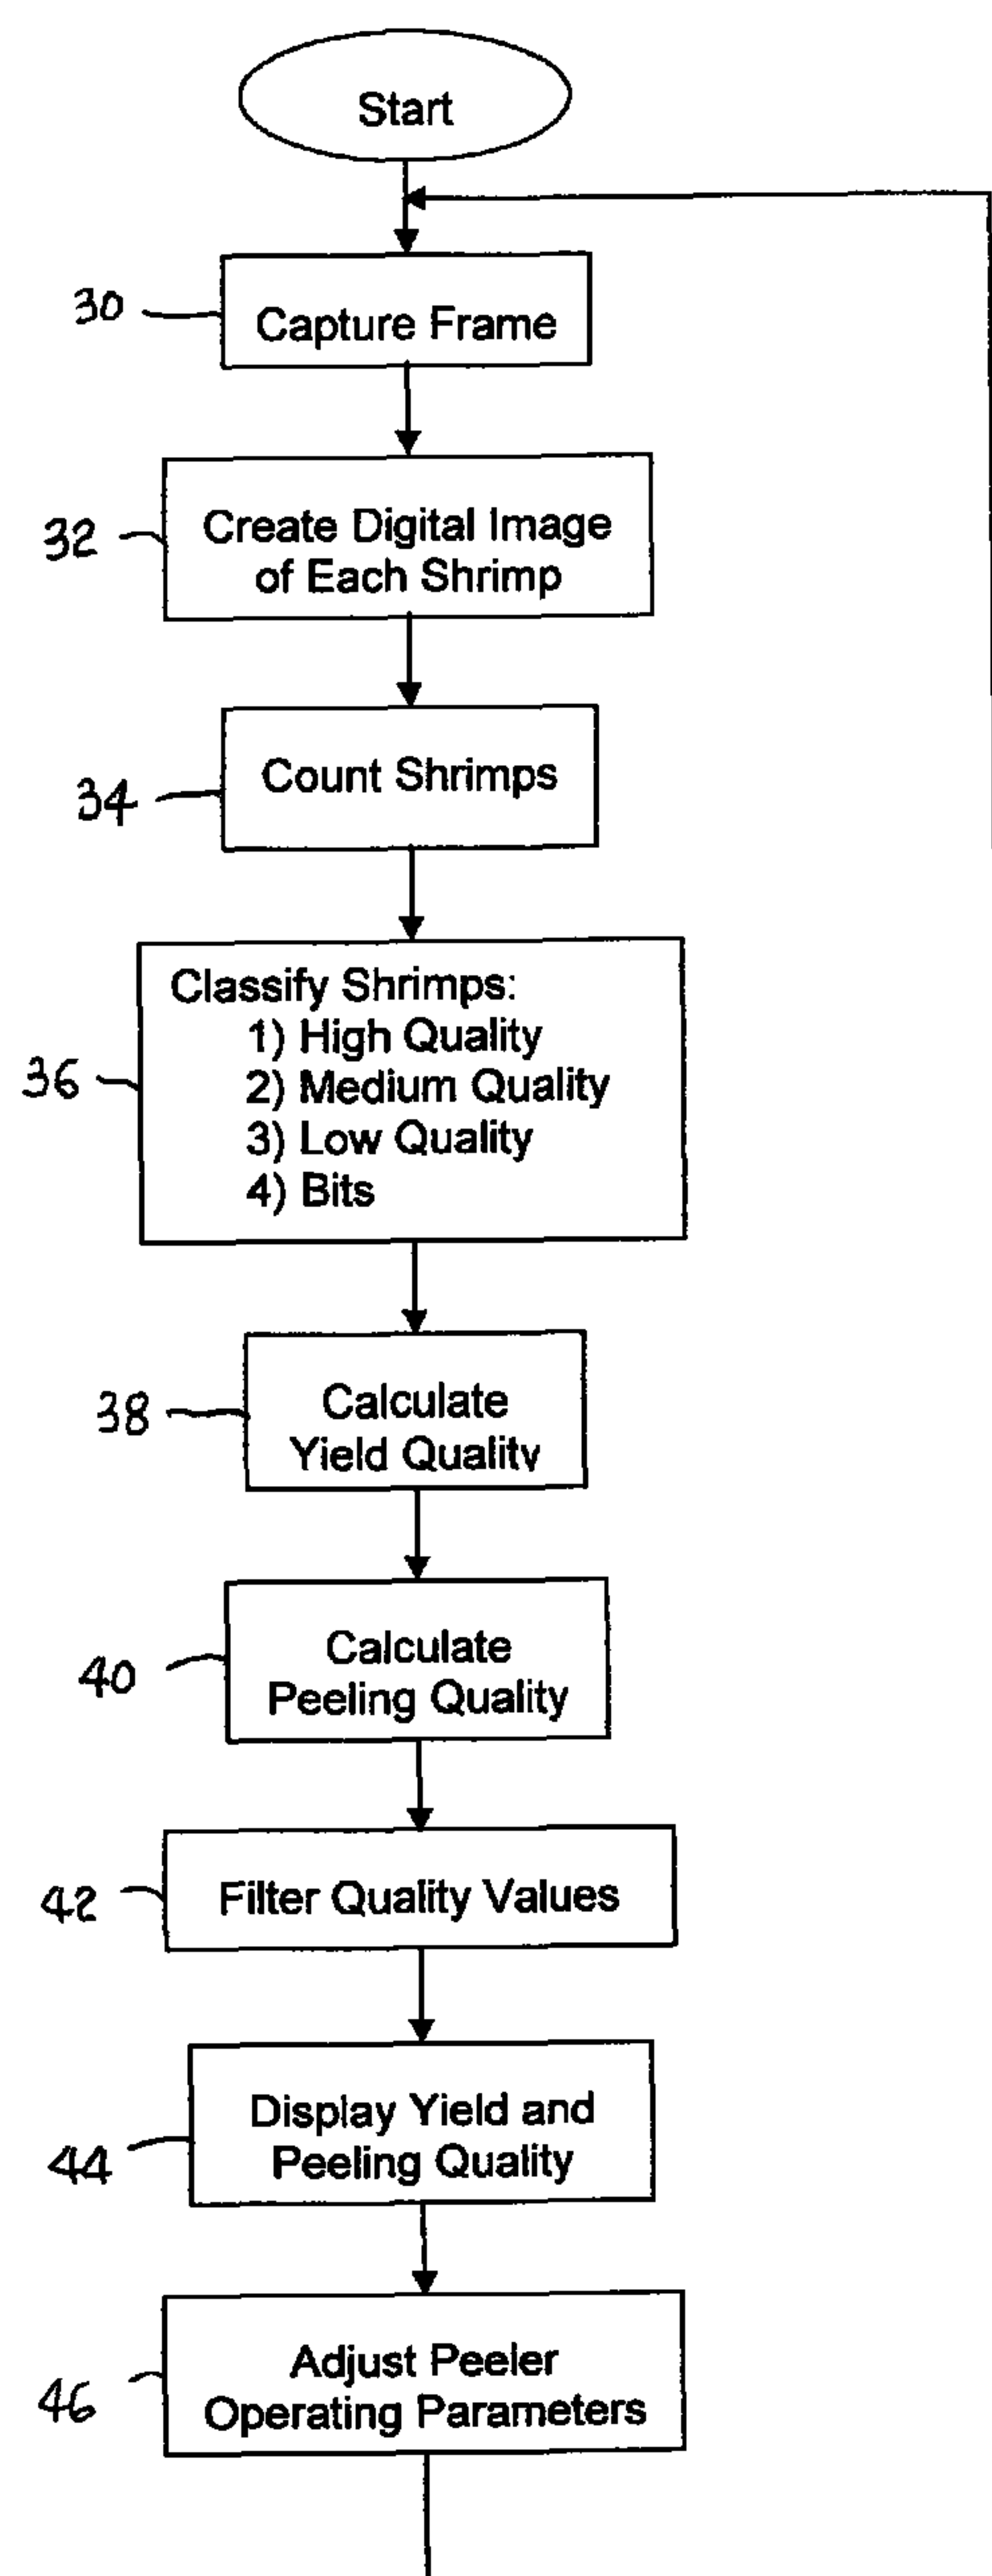 Start
30
Capture Frame
32
Create Digital Image
of Each Shrimp
34
Count Shrimps
36
Classify Shrimps:
1) High Quality
2) Medium Quality
3) Low Quality
4) Bits
38
Calculate
Yield Quality
40
Calculate
Peeling Quality
42
Filter Quality Values
44
Display Yield and
Peeling Quality
46
Adjust Peeler
Operating Parameters